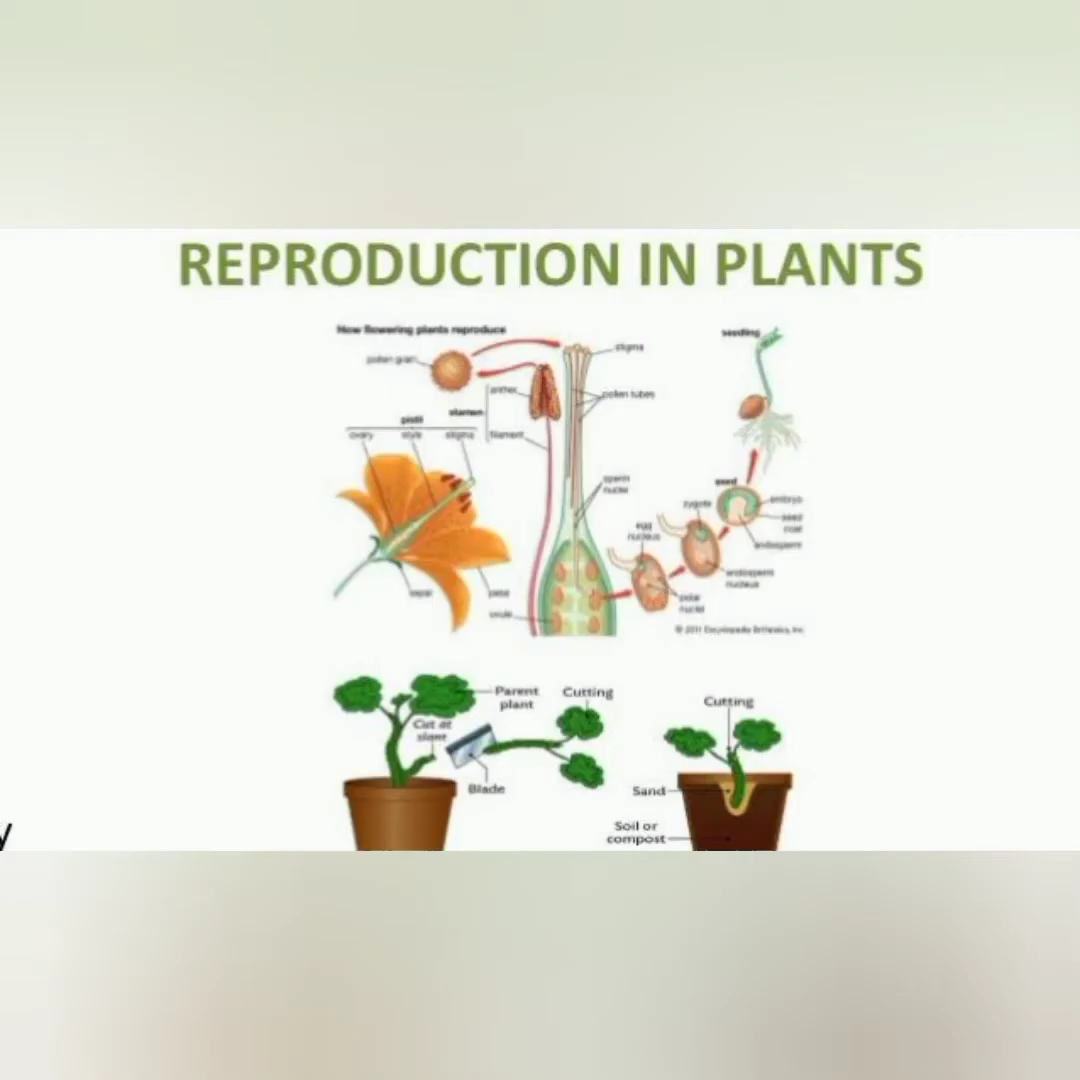 REPRODUCTION IN PLANTS
How flowering plants reproduce
seedling
pollen grain
stigma
anther
pollen tubes
stamen
pistil
ovary
style
stigma
filament
sperm
nuclei
seed
embryo
zygote
seed
coat
egg
nucleus
endosperm
endosperm
nucleus
sepal
petal
polar
nuclei
ovule
© 2011 Encyclopædia Britannica, Inc.
Parent
plant
Cutting
Cut at
slant
Blade
Cutting
Sand
Soil or
compost
y